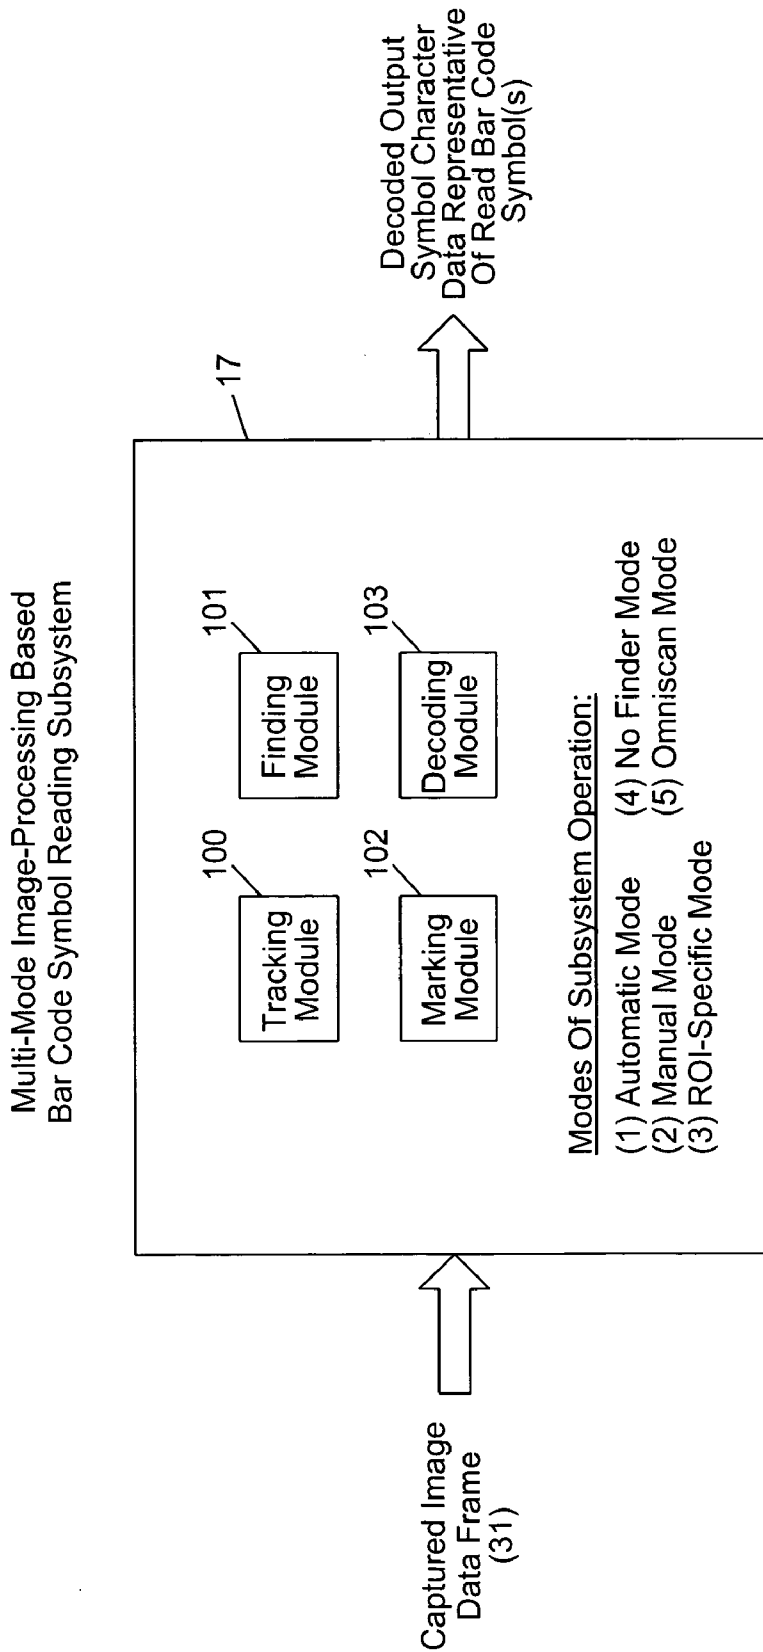 Multi-Mode Image-Processing Based
Bar Code Symbol Reading Subsystem
17
Captured Image
Data Frame
(31)
100
Tracking
Module
101
Finding
Module
102
Marking
Module
103
Decoding
Module
Modes Of Subsystem Operation:
(1) Automatic Mode
(2) Manual Mode
(3) ROI-Specific Mode
(4) No Finder Mode
(5) Omniscan Mode
Decoded Output
Symbol Character
Data Representative
Of Read Bar Code
Symbol(s)